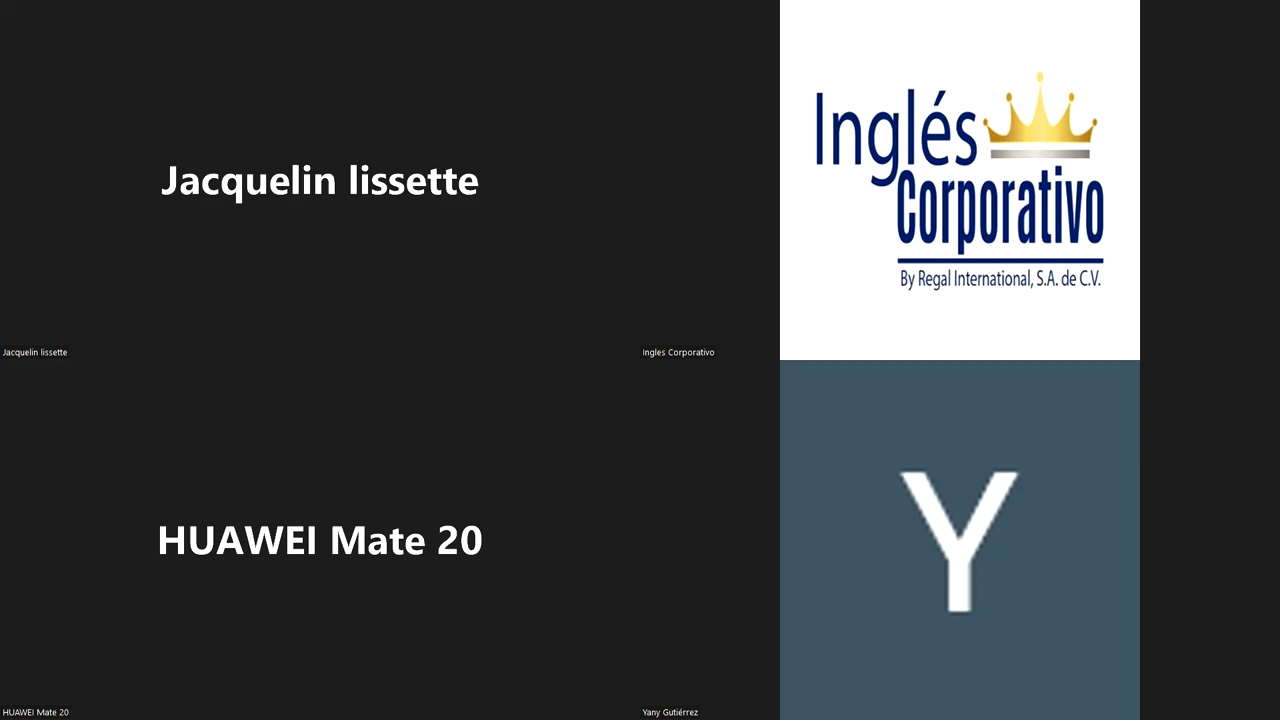 Jacquelin lissette
Jacquelin lissette
Inglés
Corporativo
By Regal International, S.A. de C.V.
Ingles Corporativo
HUAWEI Mate 20
HUAWEI Mate 20
Y
Yany Gutiérrez